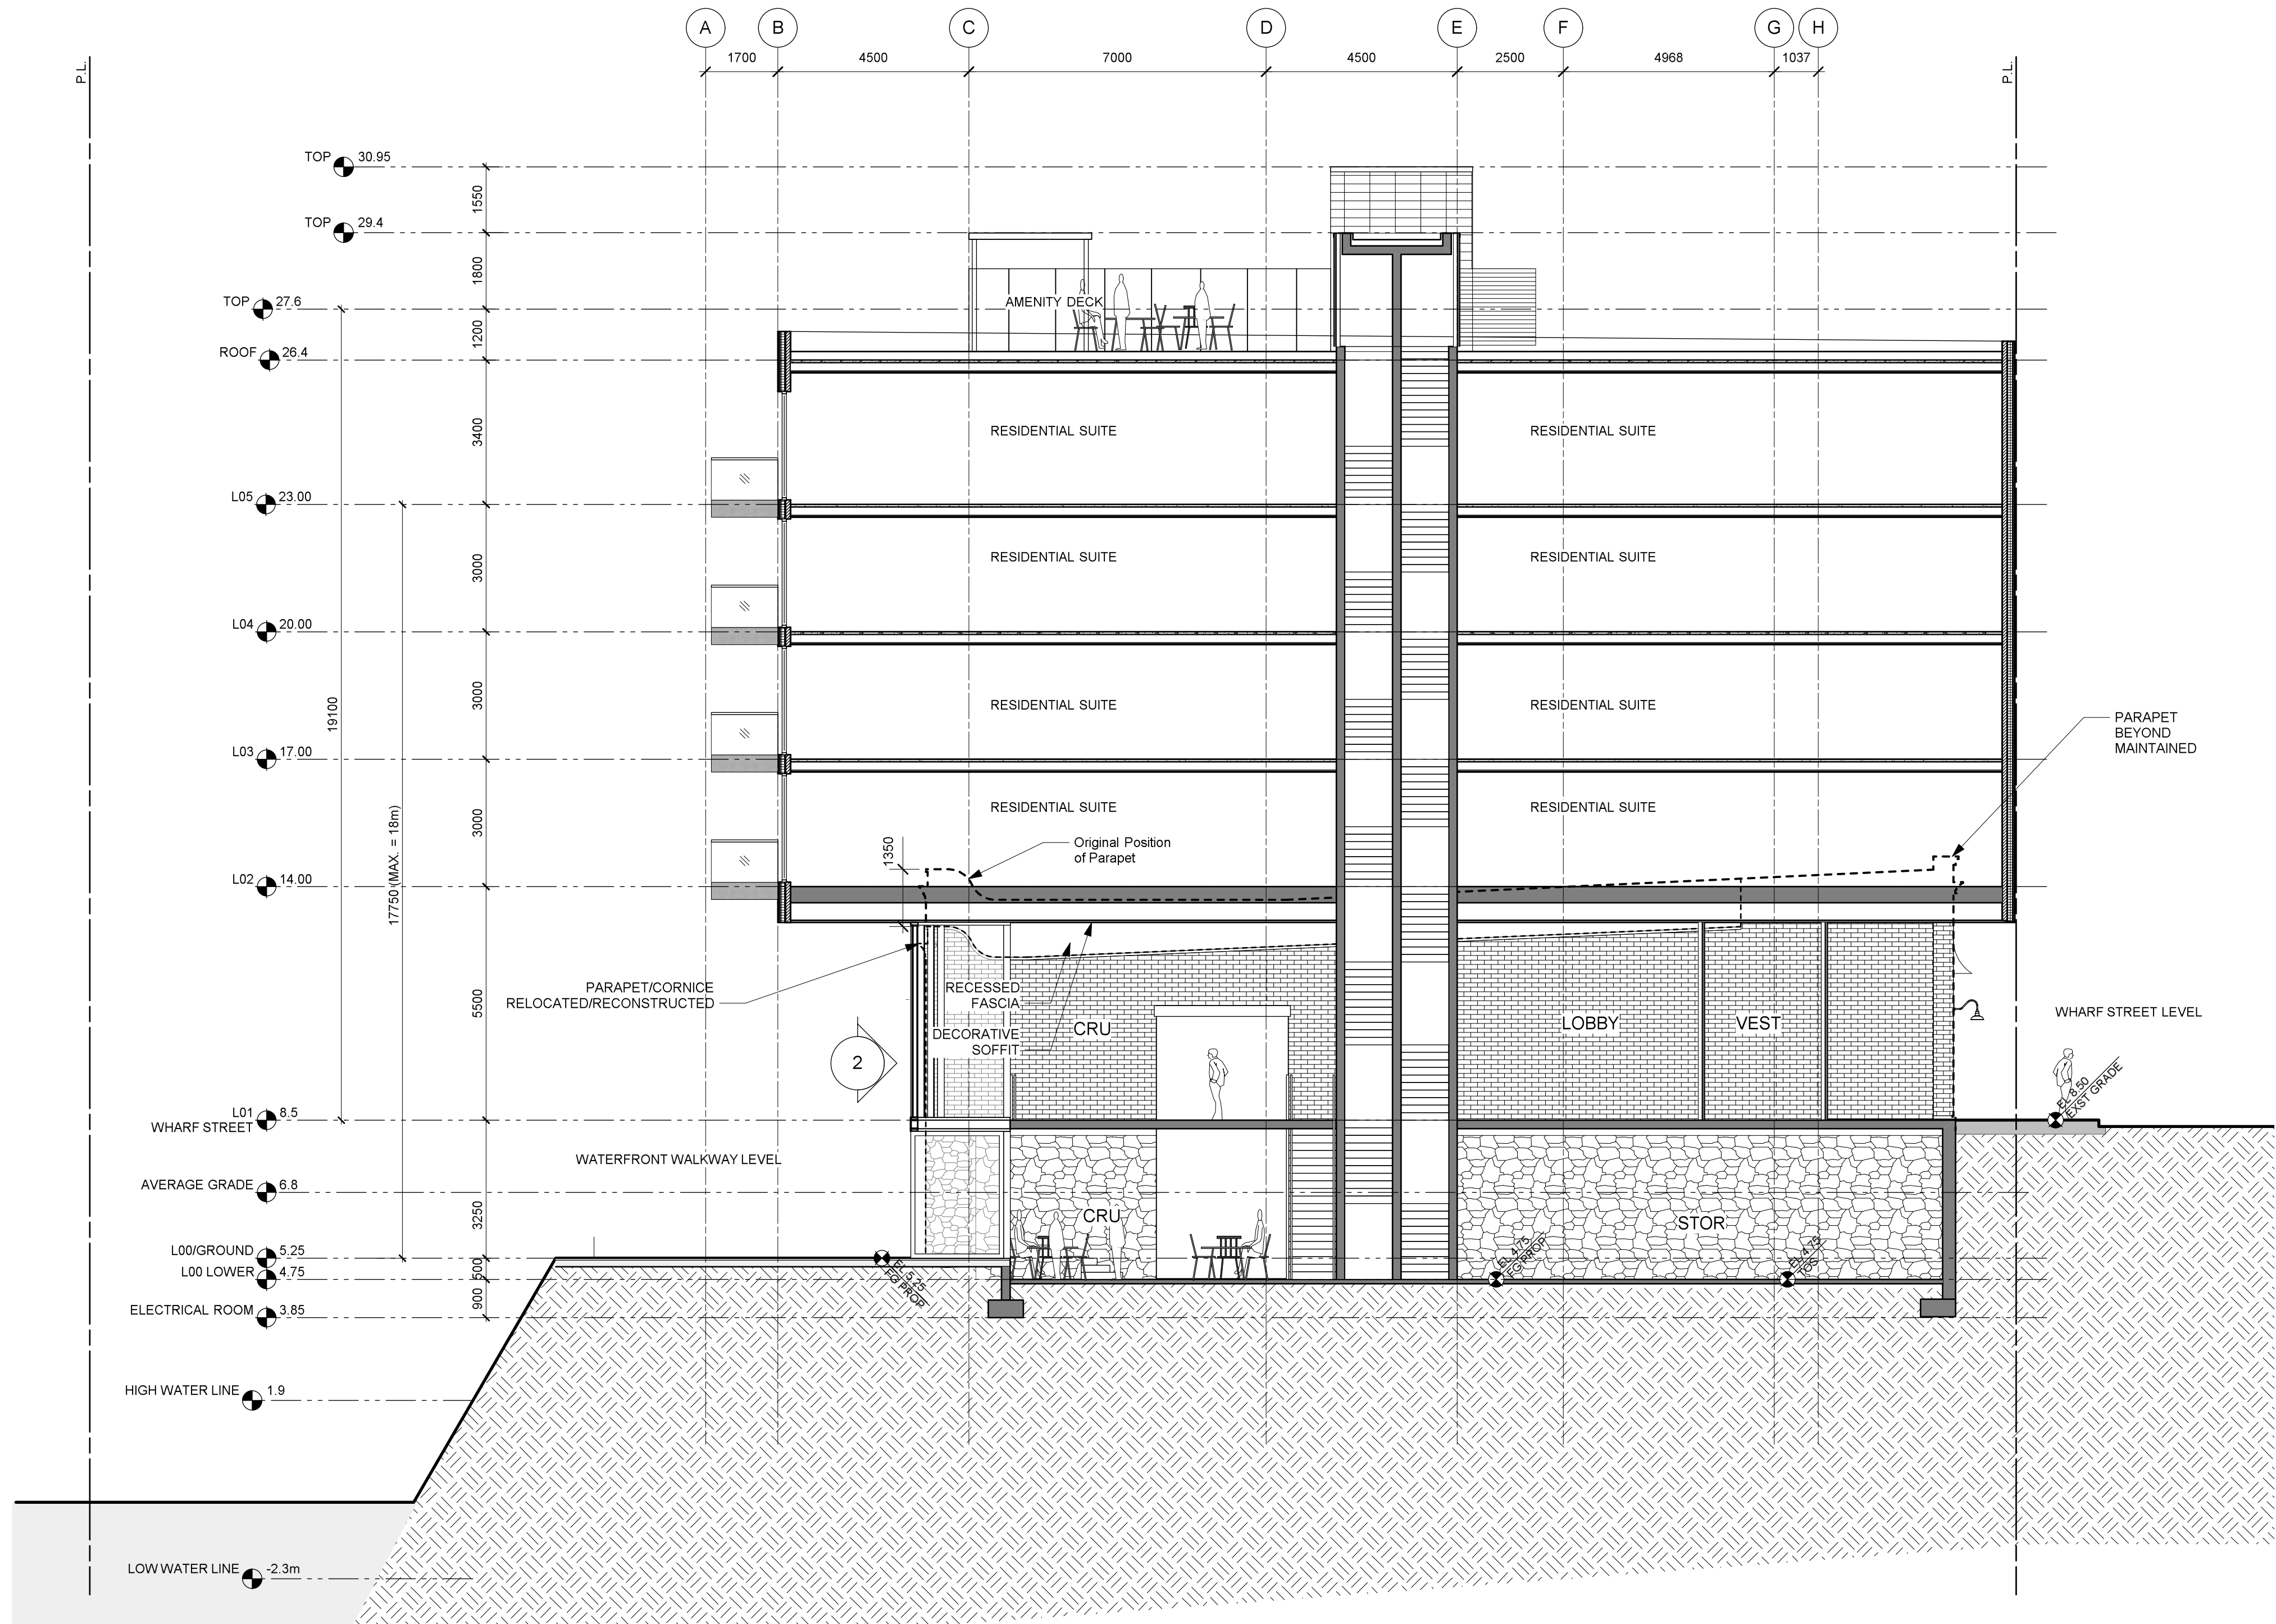 A B C D E F G H
P.L. 1700 4500 7000 4500 2500 4968 1037 P.L.
TOP 30.95
1550
TOP 29.4
1800
TOP 27.6
AMENITY DECK
1200
ROOF 26.4
3400
RESIDENTIAL SUITE RESIDENTIAL SUITE
L05 23.00
3000
RESIDENTIAL SUITE RESIDENTIAL SUITE
L04 20.00
19100
3000
RESIDENTIAL SUITE RESIDENTIAL SUITE
PARAPET
BEYOND
MAINTAINED
L03 17.00
17750 (MAX. = 18m)
3000
RESIDENTIAL SUITE RESIDENTIAL SUITE
1350
Original Position
of Parapet
L02 14.00
5500
PARAPET/CORNICE
RELOCATED/RECONSTRUCTED
RECESSED
FASCIA
DECORATIVE
SOFFIT
CRU
LOBBY
VEST
WHARF STREET LEVEL
2
EL 8.50
EXST GRADE
L01 8.5
WHARF STREET
WATERFRONT WALKWAY LEVEL
AVERAGE GRADE 6.8
3250
CRU
STOR
L00/GROUND 5.25
EL 5.25
FG PROP
EL 4.75
FG PROP
EL 4.75
TOS
500
L00 LOWER 4.75
900
ELECTRICAL ROOM 3.85
HIGH WATER LINE 1.9
LOW WATER LINE -2.3m